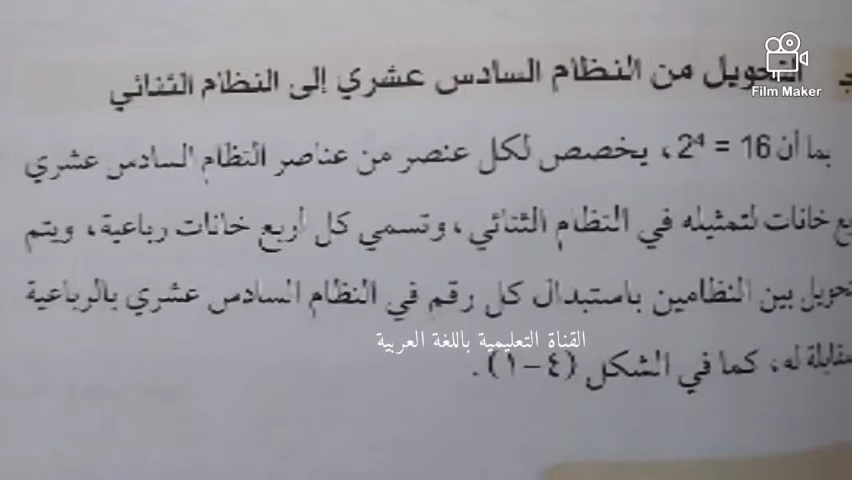 التحويل من النظام السادس عشري إلى النظام الثنائي
Film Maker
بما أن 16 = 2⁴ ، يخصص لكل عنصر من عناصر النظام السادس عشري
خانات لتمثيله في النظام الثنائي، وتسمي كل أربع خانات رباعية، ويتم
تحويل بين النظامين باستبدال كل رقم في النظام السادس عشري بالرباعية
القناة التعليمية باللغة العربية
مقابلة له، كما في الشكل (٤-١).